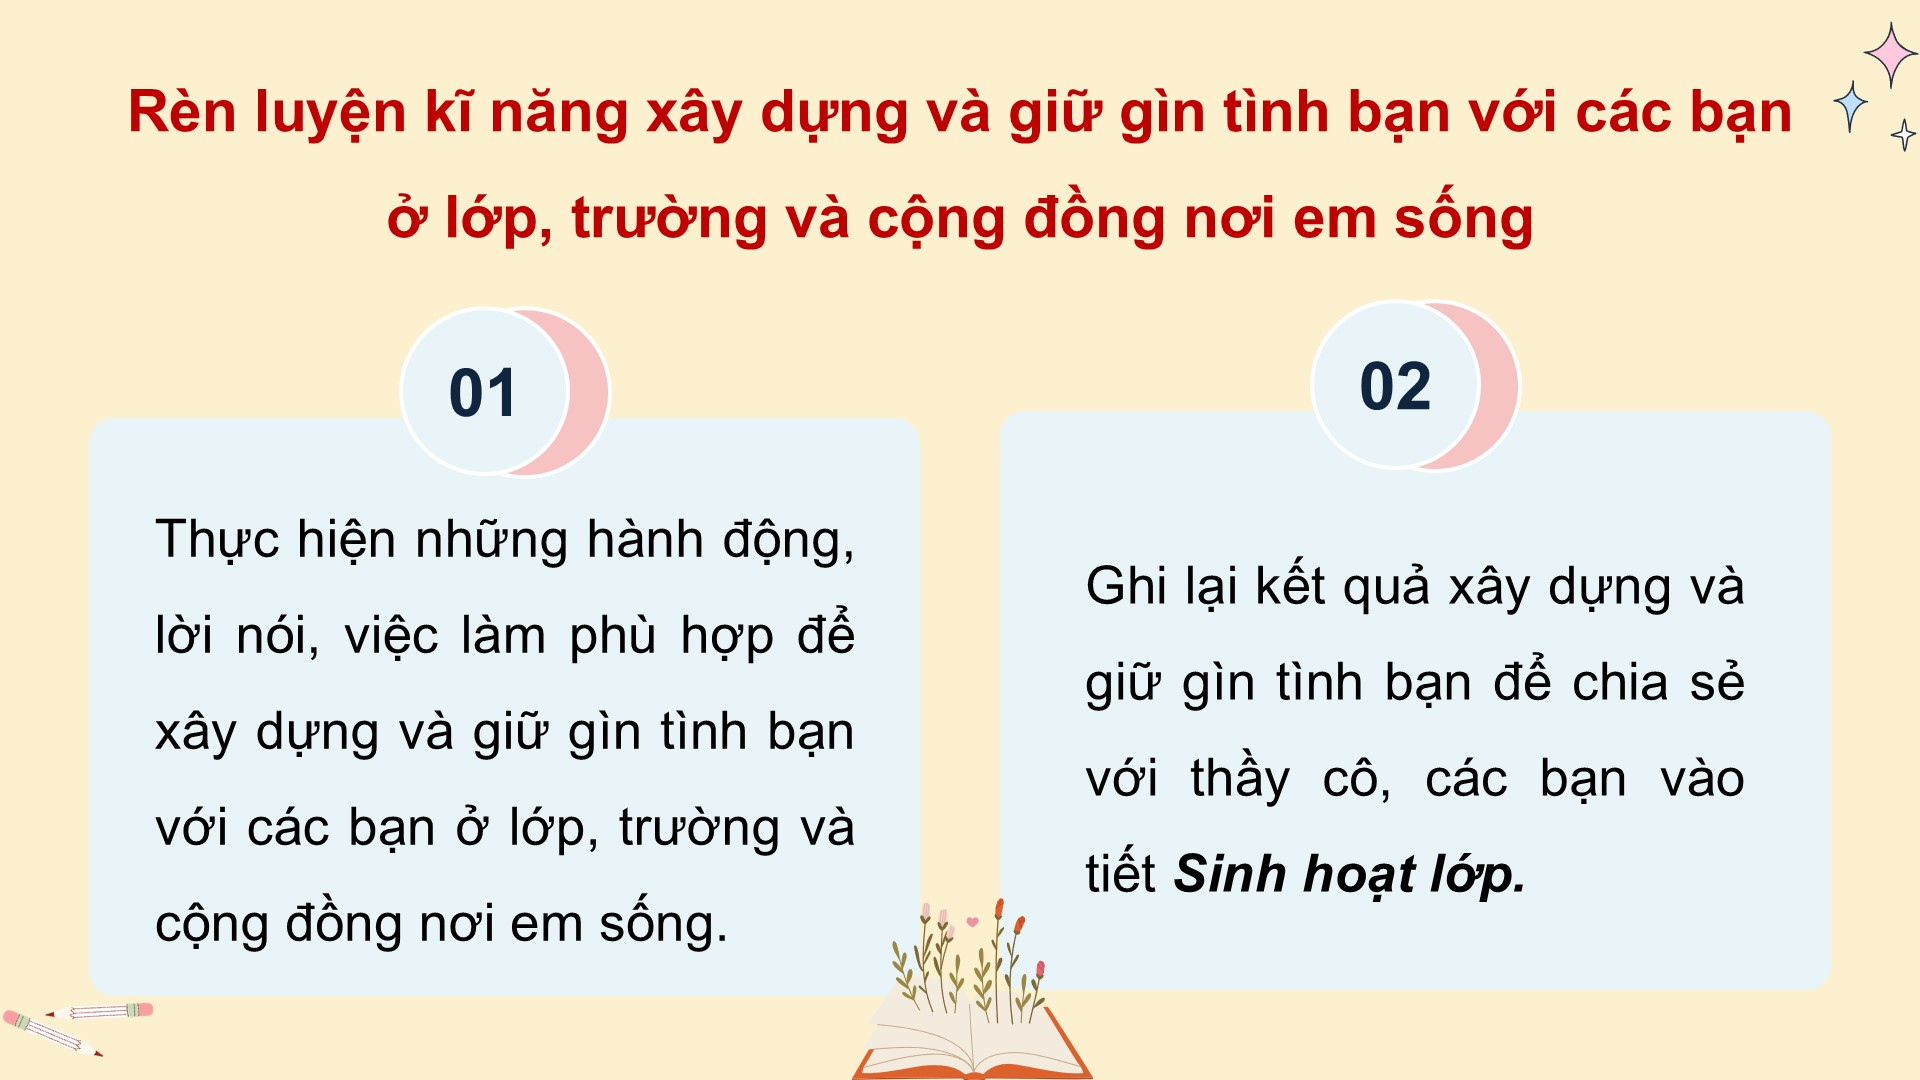 Rèn luyện kĩ năng xây dựng và giữ gìn tình bạn với các bạn
ở lớp, trường và cộng đồng nơi em sống
01
Thực hiện những hành động,
lời nói, việc làm phù hợp để
xây dựng và giữ gìn tình bạn
với các bạn ở lớp, trường và
cộng đồng nơi em sống.
02
Ghi lại kết quả xây dựng và
giữ gìn tình bạn để chia sẻ
với thầy cô, các bạn vào
tiết Sinh hoạt lớp.